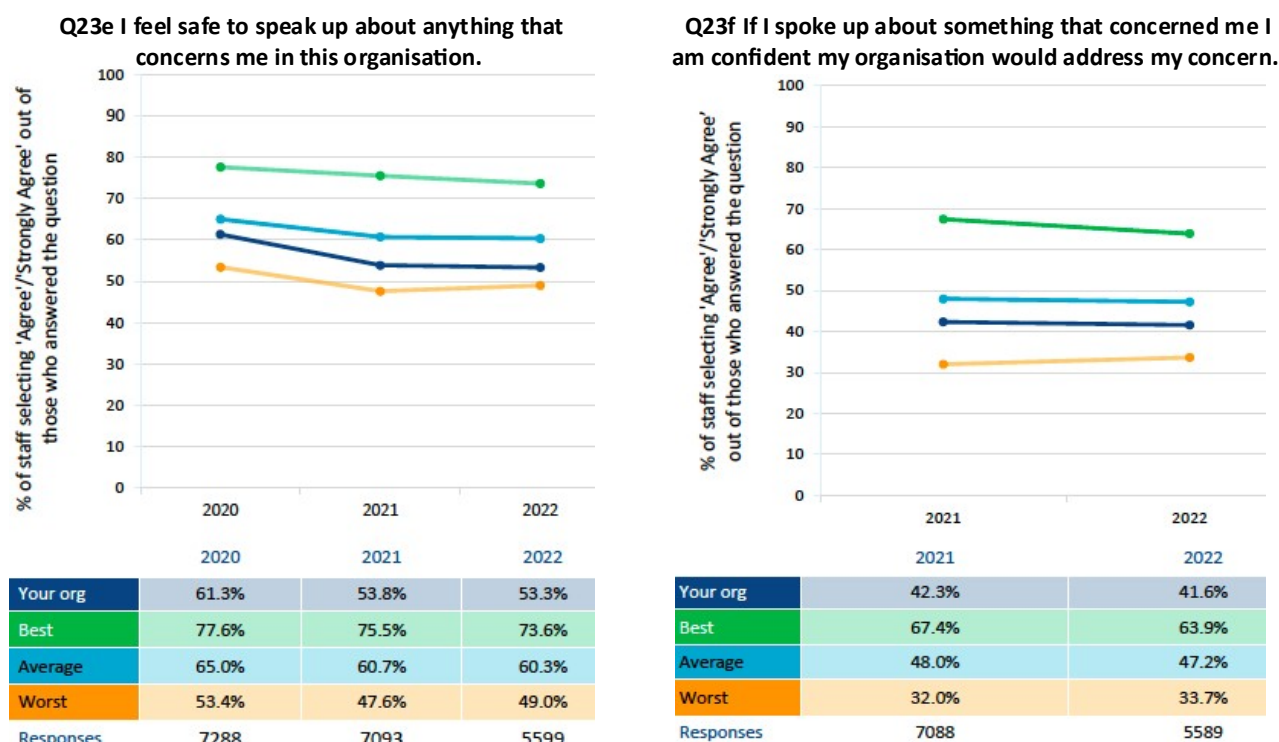 Q23e I feel safe to speak up about anything that
concerns me in this organisation.
% of staff selecting 'Agree'/'Strongly Agree' out of
those who answered the question
100
90
80
70
60
50
40
30
20
10
0
2020 2021 2022
2020 2021 2022
Your org 61.3% 53.8% 53.3%
Best 77.6% 75.5% 73.6%
Average 65.0% 60.7% 60.3%
Worst 53.4% 47.6% 49.0%
Responses 7288 7093 5599
Q23f If I spoke up about something that concerned me I
am confident my organisation would address my concern.
% of staff selecting 'Agree'/'Strongly Agree'
out of those who answered the question
100
90
80
70
60
50
40
30
20
10
0
2021 2022
2021 2022
Your org 42.3% 41.6%
Best 67.4% 63.9%
Average 48.0% 47.2%
Worst 32.0% 33.7%
Responses 7088 5589